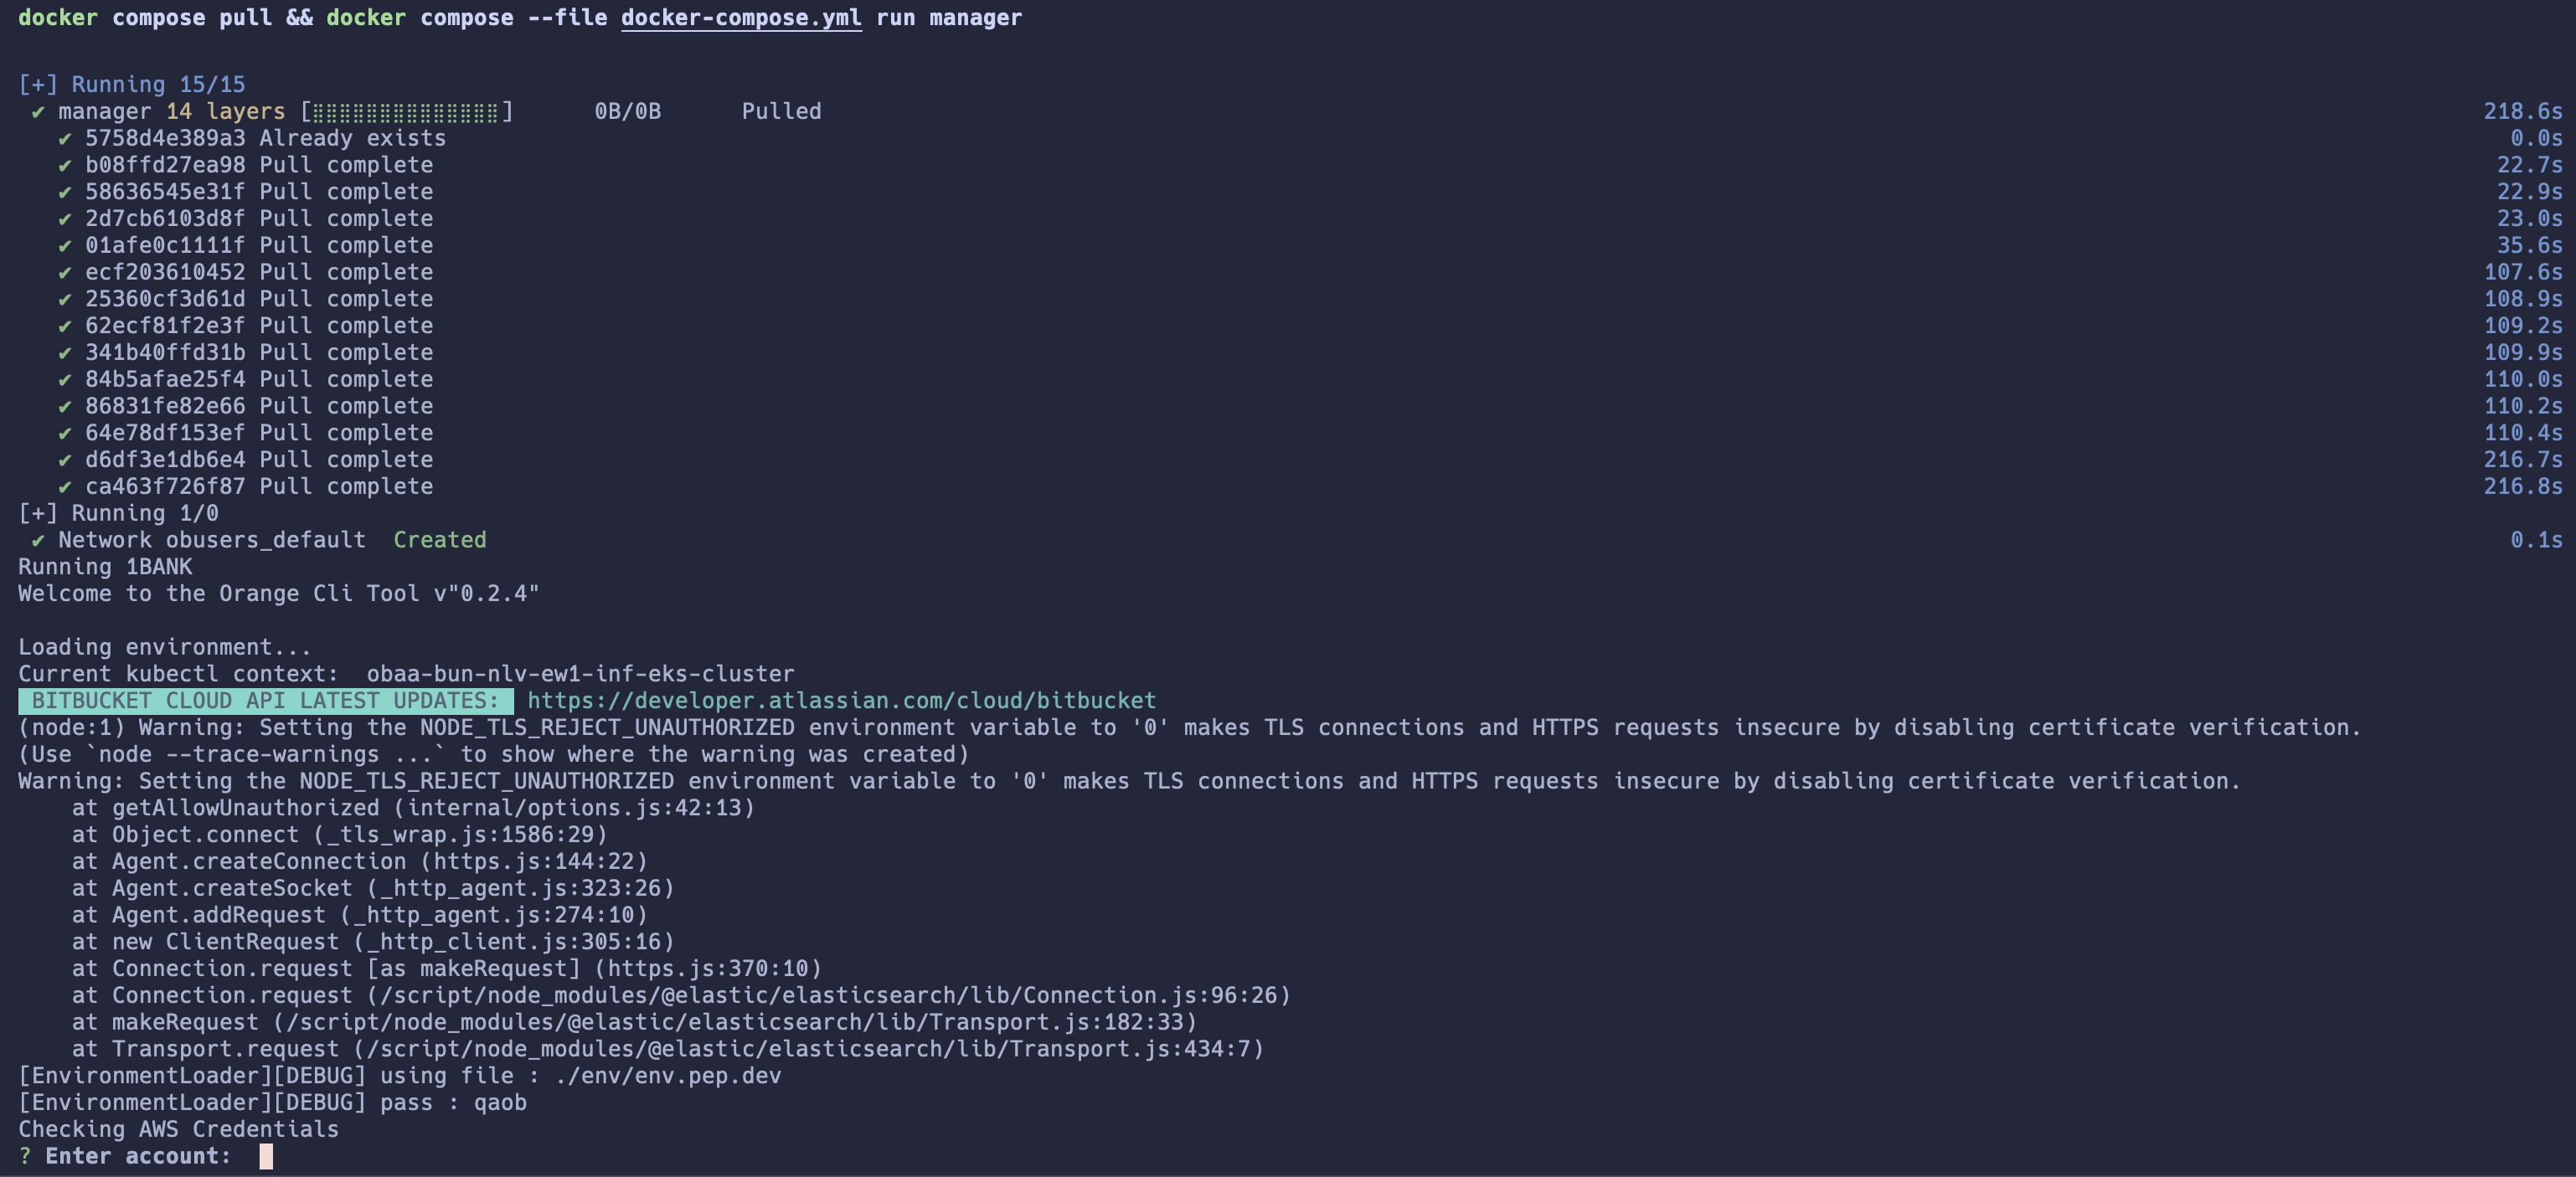 docker compose pull && docker compose --file docker-compose.yml run manager
[+] Running 15/15
✔ manager 14 layers [⣿⣿⣿⣿⣿⣿⣿⣿⣿⣿⣿⣿⣿⣿] 0B/0B Pulled 218.6s
✔ 5758d4e389a3 Already exists 0.0s
✔ b08ffd27ea98 Pull complete 22.7s
✔ 58636545e31f Pull complete 22.9s
✔ 2d7cb6103d8f Pull complete 23.0s
✔ 01afe0c1111f Pull complete 35.6s
✔ ecf203610452 Pull complete 107.6s
✔ 25360cf3d61d Pull complete 108.9s
✔ 62ecf81f2e3f Pull complete 109.2s
✔ 341b40ffd31b Pull complete 109.9s
✔ 84b5afae25f4 Pull complete 110.0s
✔ 86831fe82e66 Pull complete 110.2s
✔ 64e78df153ef Pull complete 110.4s
✔ d6df3e1db6e4 Pull complete 216.7s
✔ ca463f726f87 Pull complete 216.8s
[+] Running 1/0
✔ Network obusers_default Created 0.1s
Running 1BANK
Welcome to the Orange Cli Tool v"0.2.4"
Loading environment...
Current kubectl context: obaa-bun-nlv-ew1-inf-eks-cluster
BITBUCKET CLOUD API LATEST UPDATES: https://developer.atlassian.com/cloud/bitbucket
(node:1) Warning: Setting the NODE_TLS_REJECT_UNAUTHORIZED environment variable to '0' makes TLS connections and HTTPS requests insecure by disabling certificate verification.
(Use `node --trace-warnings ...` to show where the warning was created)
Warning: Setting the NODE_TLS_REJECT_UNAUTHORIZED environment variable to '0' makes TLS connections and HTTPS requests insecure by disabling certificate verification.
at getAllowUnauthorized (internal/options.js:42:13)
at Object.connect (_tls_wrap.js:1586:29)
at Agent.createConnection (https.js:144:22)
at Agent.createSocket (_http_agent.js:323:26)
at Agent.addRequest (_http_agent.js:274:10)
at new ClientRequest (_http_client.js:305:16)
at Connection.request [as makeRequest] (https.js:370:10)
at Connection.request (/script/node_modules/@elastic/elasticsearch/lib/Connection.js:96:26)
at makeRequest (/script/node_modules/@elastic/elasticsearch/lib/Transport.js:182:33)
at Transport.request (/script/node_modules/@elastic/elasticsearch/lib/Transport.js:434:7)
[EnvironmentLoader][DEBUG] using file : ./env/env.pep.dev
[EnvironmentLoader][DEBUG] pass : qaob
Checking AWS Credentials
? Enter account: